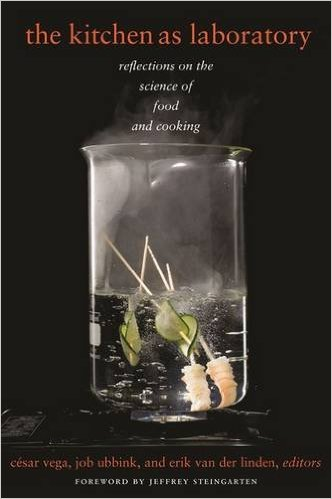 the kitchen as laboratory
reflections on the
science of
food
and cooking
césar vega, job ubbink, and erik van der linden, editors
FOREWORD BY JEFFREY STEINGARTEN